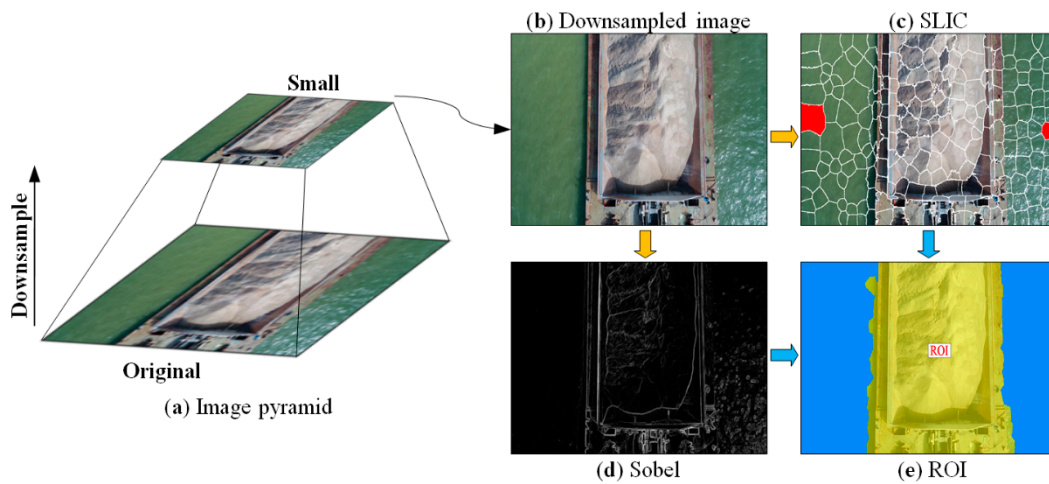 (b) Downsampled image
(c) SLIC
Small
Downsample
Original
(a) Image pyramid
ROI
(d) Sobel
(e) ROI